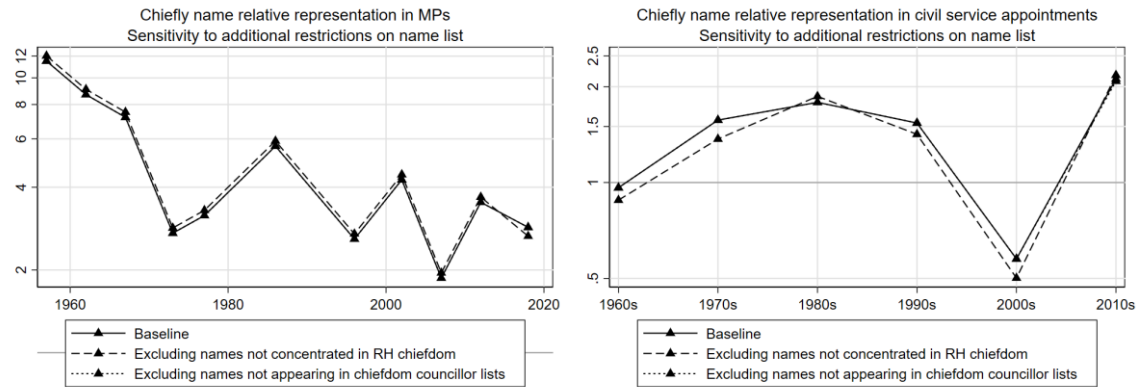 Chiefly name relative representation in MPs
Sensitivity to additional restrictions on name list
12
10
8
6
4
2
1960 1980 2000 2020
Baseline
Excluding names not concentrated in RH chiefdom
Excluding names not appearing in chiefdom councillor lists
Chiefly name relative representation in civil service appointments
Sensitivity to additional restrictions on name list
2.5
2
1.5
1
.5
1960s 1970s 1980s 1990s 2000s 2010s
Baseline
Excluding names not concentrated in RH chiefdom
Excluding names not appearing in chiefdom councillor lists